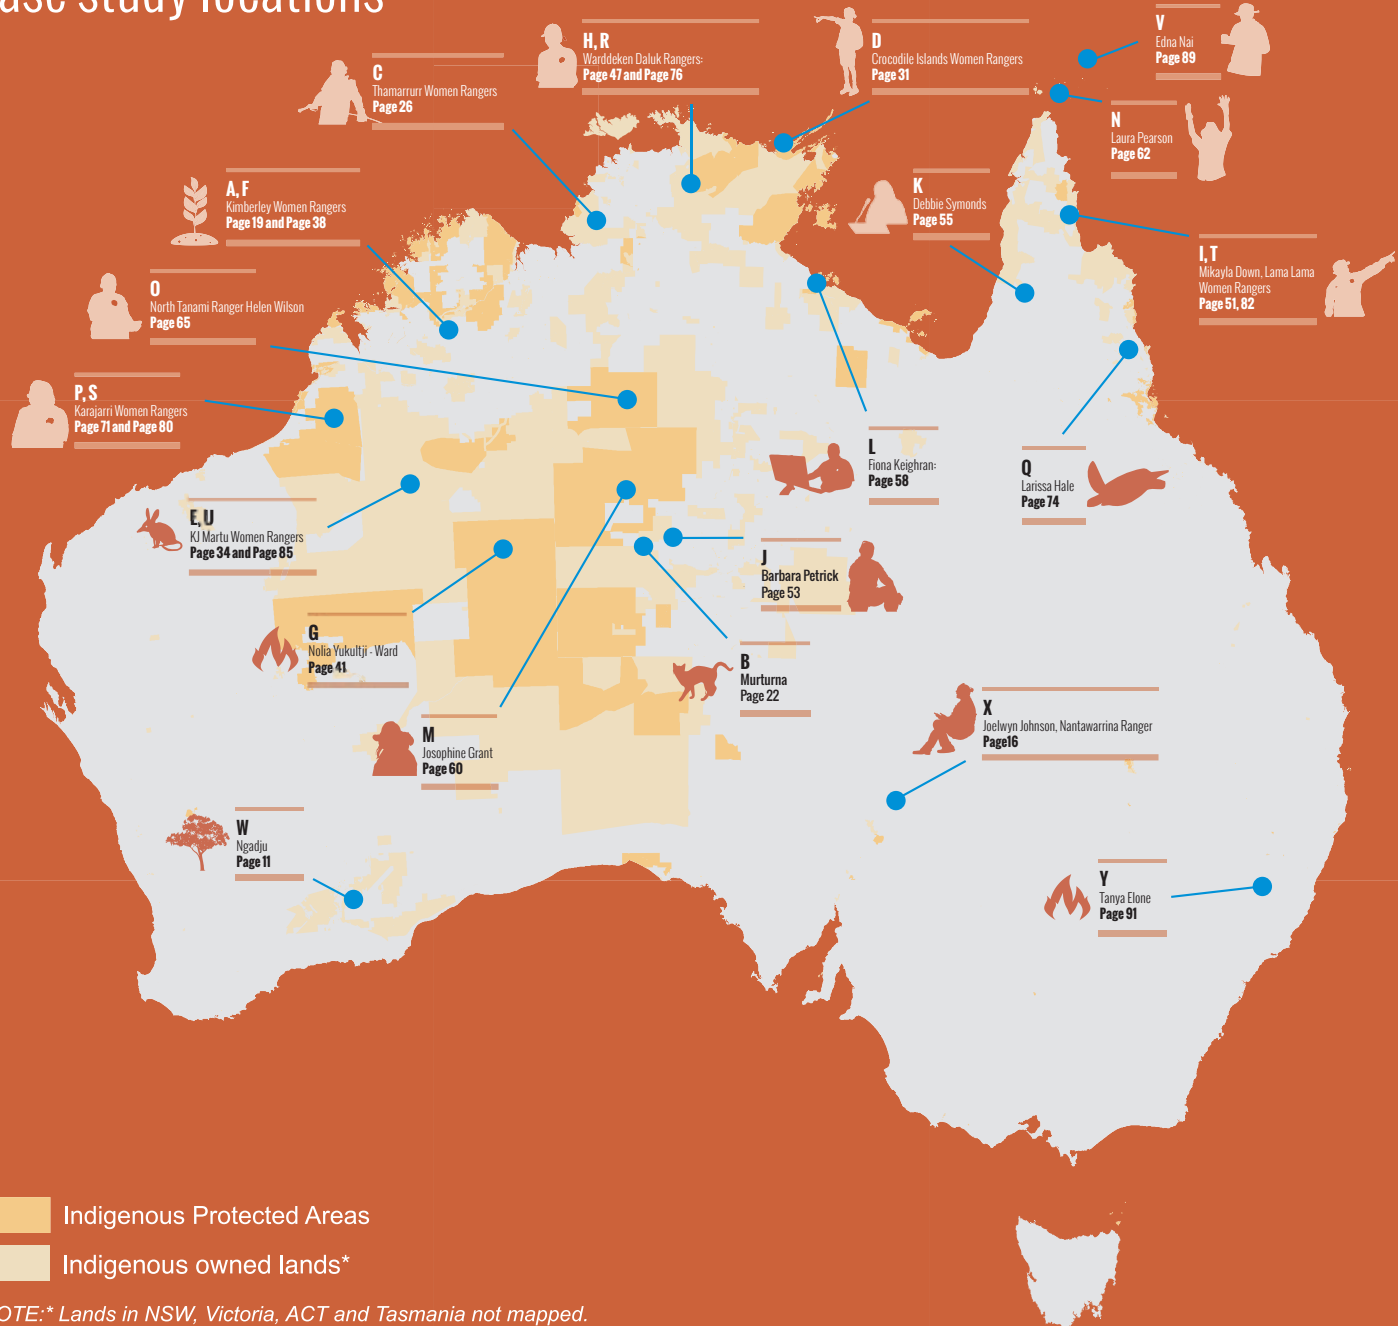 ase study locations
V
Edna Nai
Page 89
H, R
Warddeken Daluk Rangers:
Page 47 and Page 76
D
Crocodile Islands Women Rangers
Page 31
C
Thamarrurr Women Rangers
Page 26
N
Laura Pearson
Page 62
A, F
Kimberley Women Rangers
Page 19 and Page 38
K
Debbie Symonds
Page 55
I, T
Mikayla Down, Lama Lama
Women Rangers
Page 51, 82
O
North Tanami Ranger Helen Wilson
Page 65
P, S
Karajarri Women Rangers
Page 71 and Page 80
L
Fiona Keighran:
Page 58
Q
Larissa Hale
Page 74
E, U
KJ Martu Women Rangers
Page 34 and Page 85
J
Barbara Petrick
Page 53
G
Nolia Yukultji - Ward
Page 41
B
Murturna
Page 22
X
Joelwyn Johnson, Nantawarrina Ranger
Page16
M
Josophine Grant
Page 60
W
Ngadju
Page 11
Y
Tanya Elone
Page 91
Indigenous Protected Areas
Indigenous owned lands*
OTE:* Lands in NSW, Victoria, ACT and Tasmania not mapped.